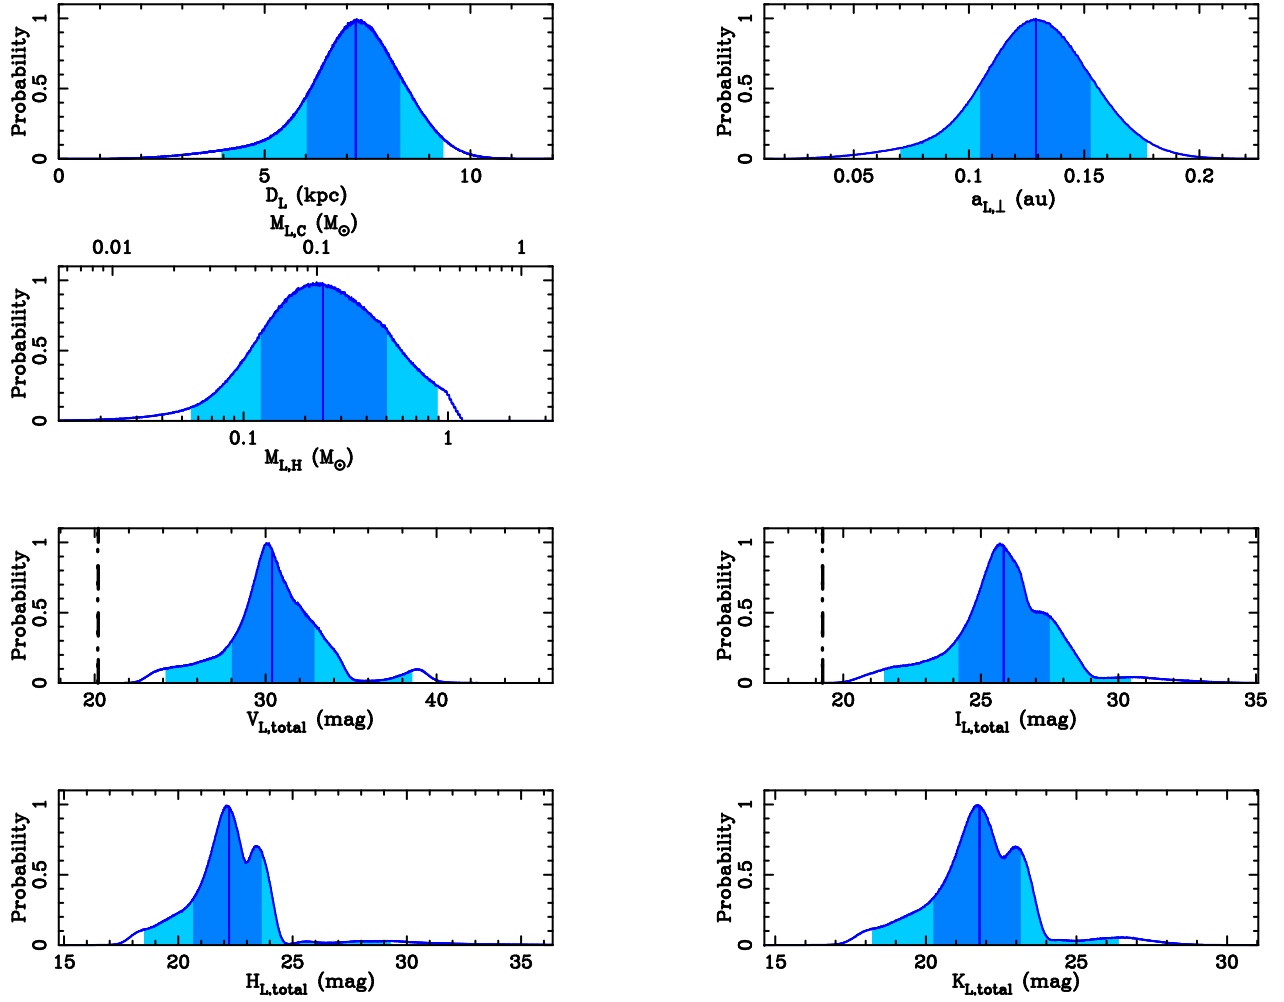 Probability
0 0.5 1
0 5 10
D_L (kpc)
Probability
0 0.5 1
0.05 0.1 0.15 0.2
a_L,⊥ (au)
M_L,C (M_⊙)
0.01 0.1 1
Probability
0 0.5 1
0.1 1
M_L,H (M_⊙)
Probability
0 0.5 1
20 30 40
V_L,total (mag)
Probability
0 0.5 1
20 25 30 35
I_L,total (mag)
Probability
0 0.5 1
15 20 25 30 35
H_L,total (mag)
Probability
0 0.5 1
15 20 25 30
K_L,total (mag)